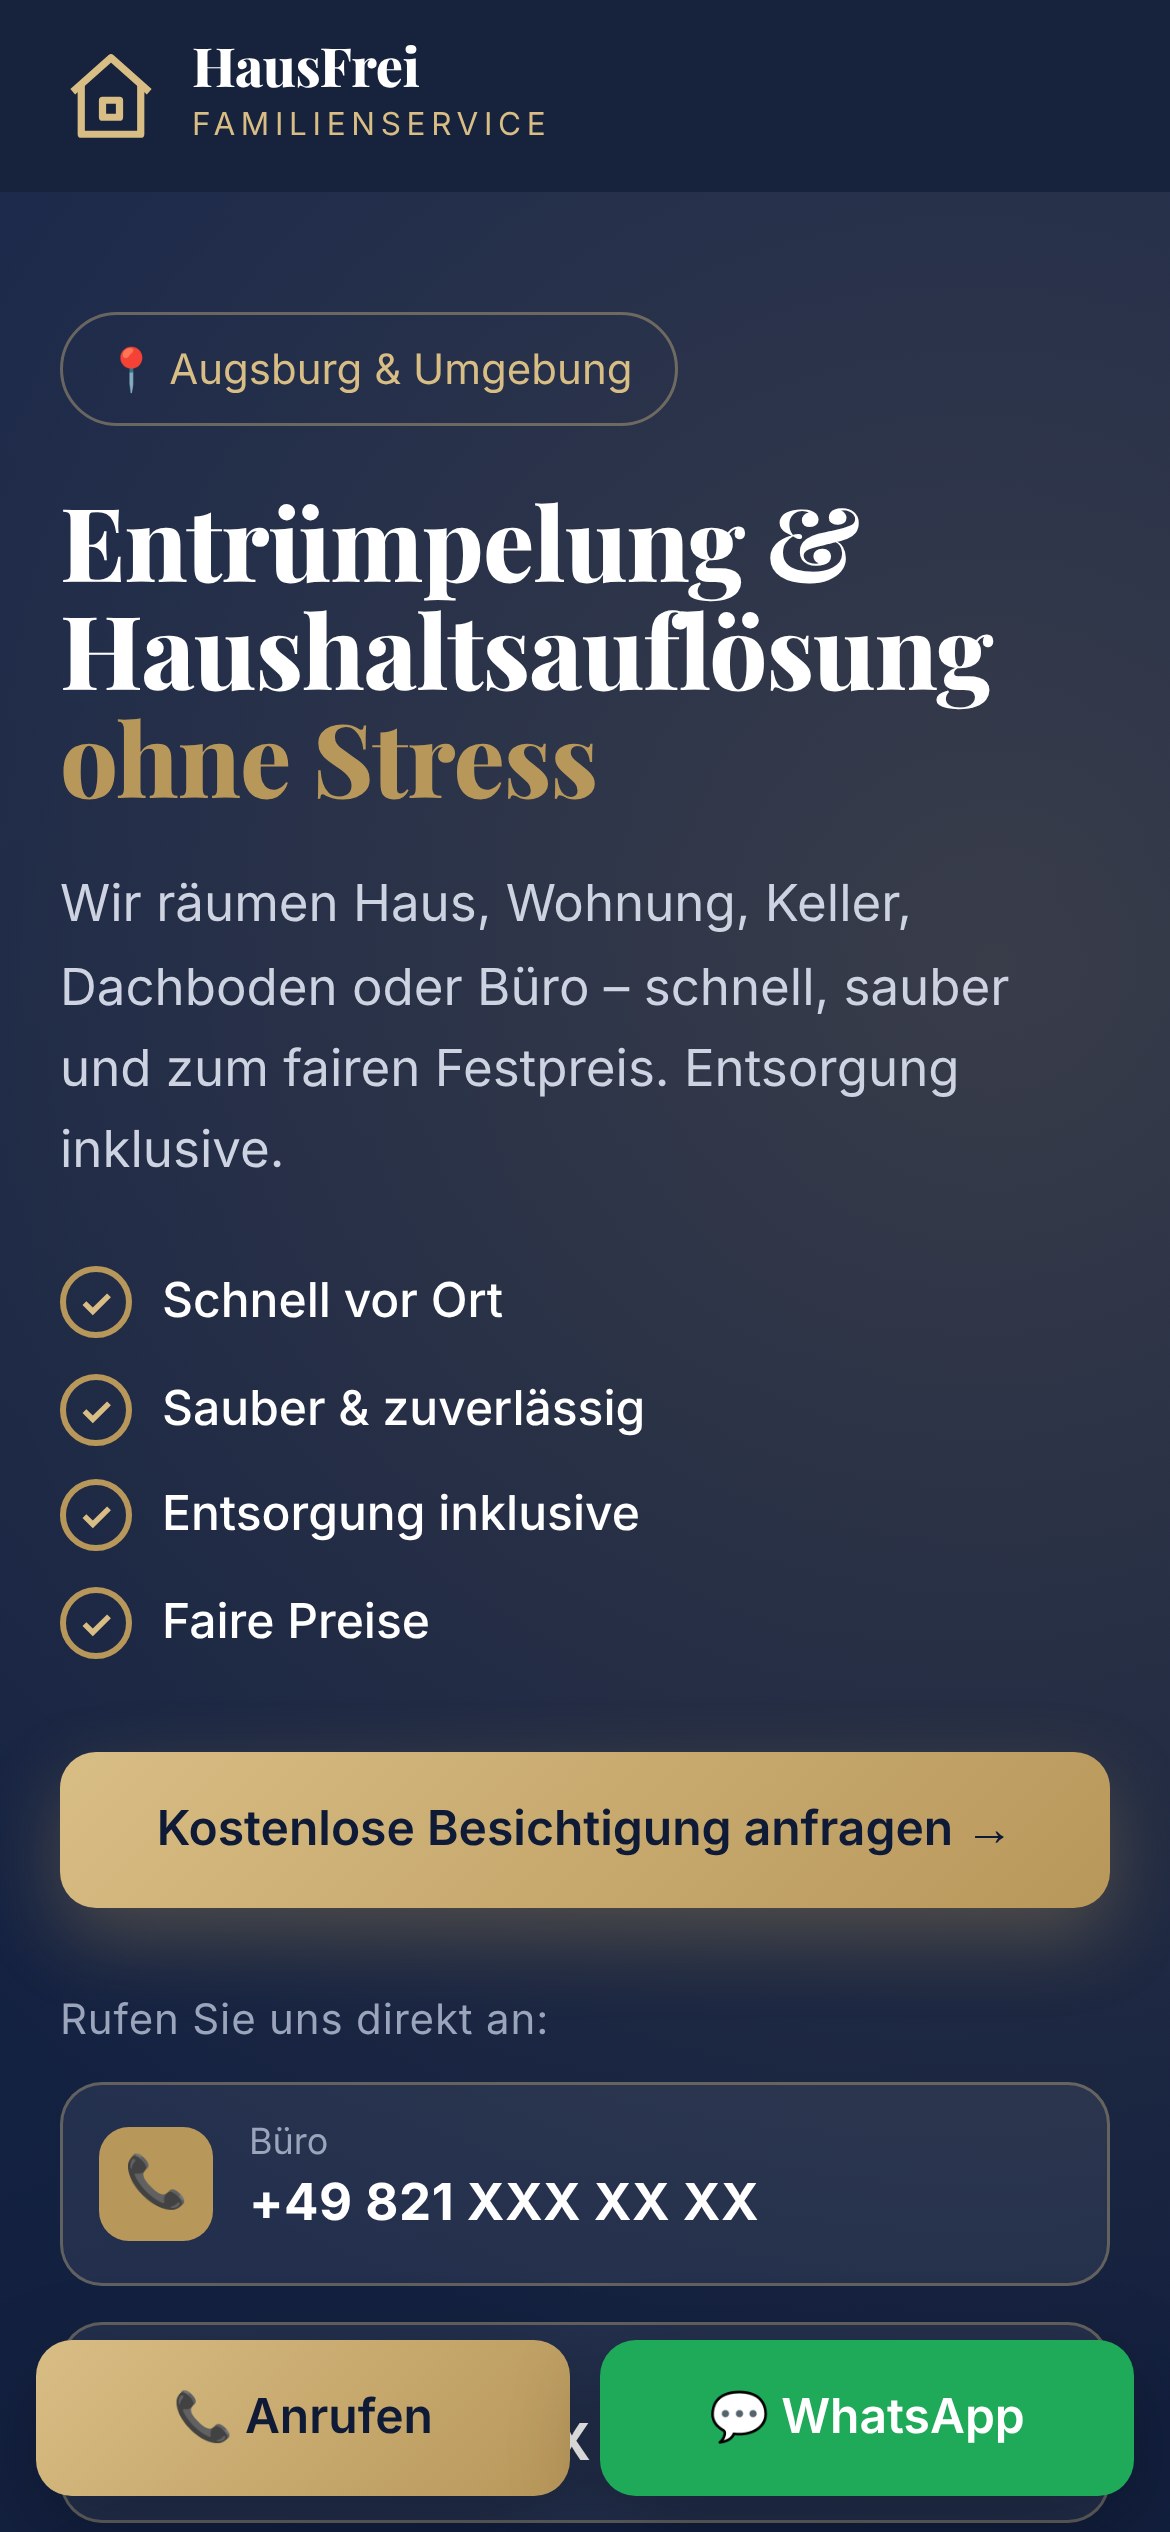 HausFrei
FAMILIENSERVICE
📍 Augsburg & Umgebung
Entrümpelung &
Haushaltsauflösung
ohne Stress
Wir räumen Haus, Wohnung, Keller,
Dachboden oder Büro – schnell, sauber
und zum fairen Festpreis. Entsorgung
inklusive.
Schnell vor Ort
Sauber & zuverlässig
Entsorgung inklusive
Faire Preise
Kostenlose Besichtigung anfragen →
Rufen Sie uns direkt an:
Büro
+49 821 XXX XX XX
📞 Anrufen
💬 WhatsApp